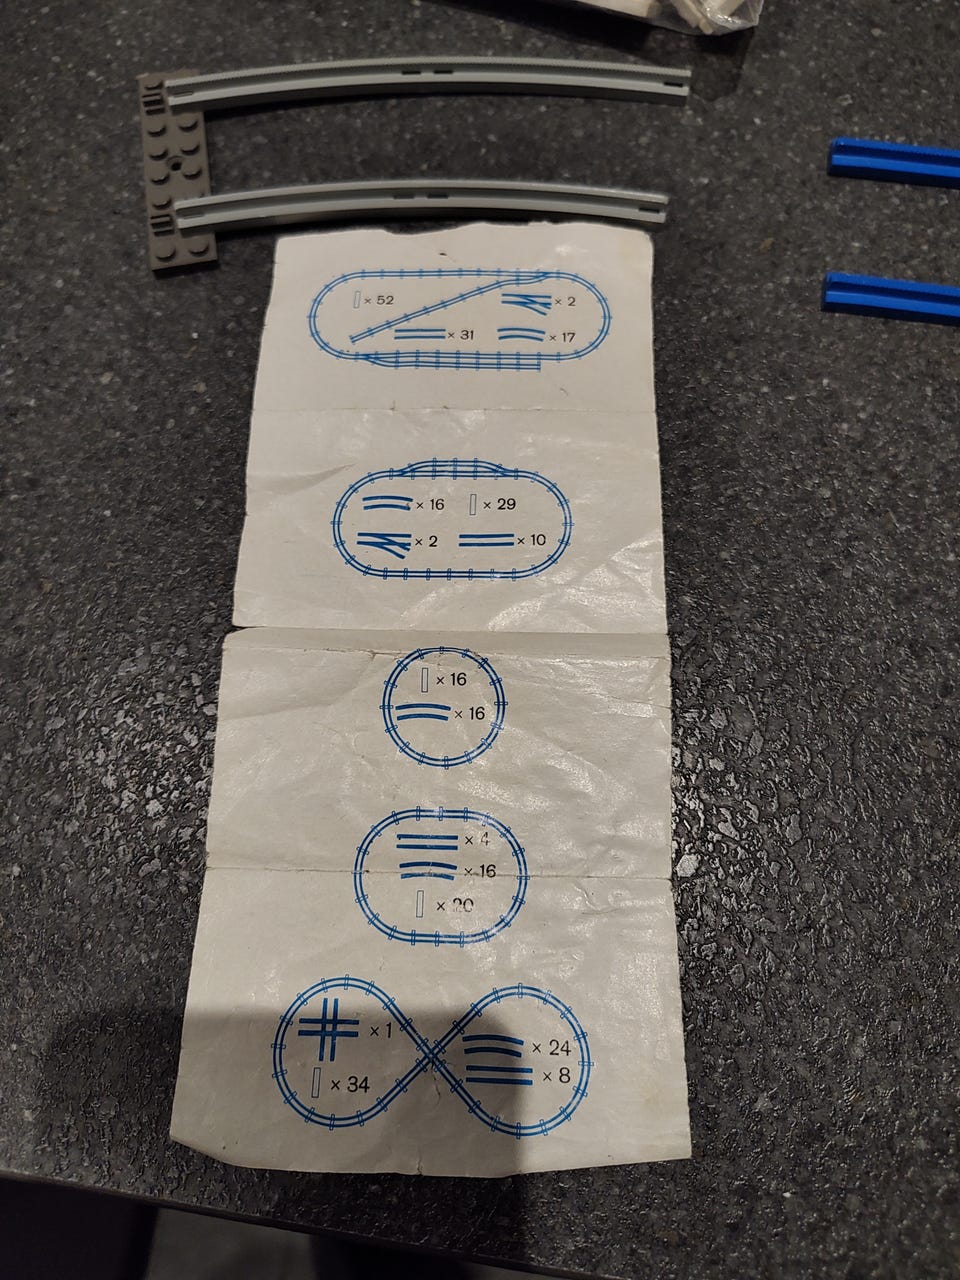 × 52 × 2
× 31 × 17
× 16 × 29
× 2 × 10
× 16
× 16
× 4
× 16
× 20
× 1 × 24
× 34 × 8